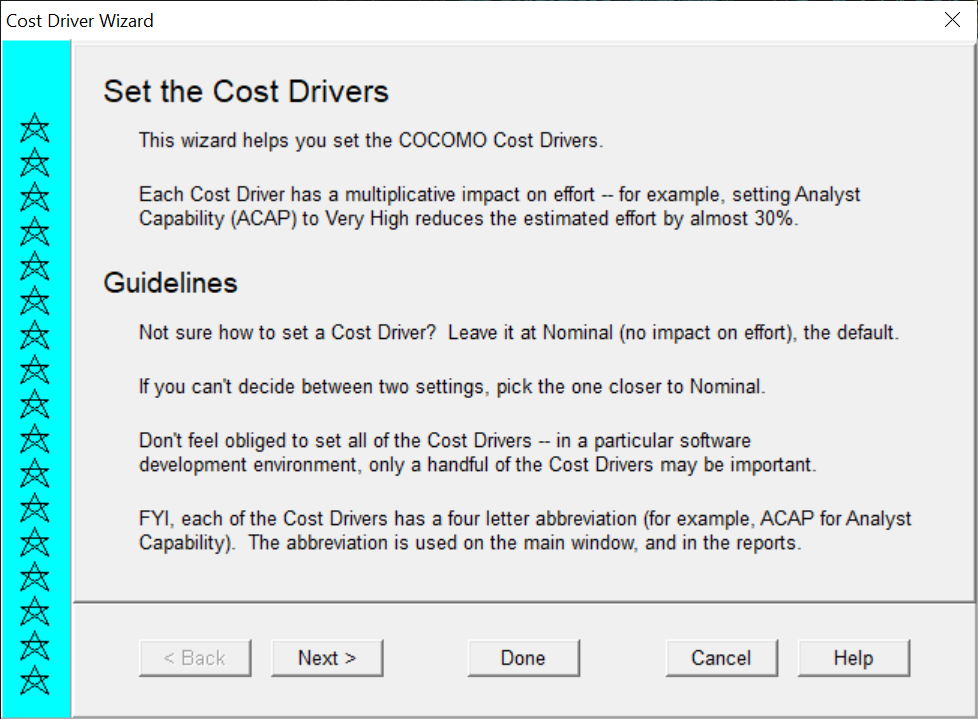 Cost Driver Wizard
Set the Cost Drivers
This wizard helps you set the COCOMO Cost Drivers.
Each Cost Driver has a multiplicative impact on effort -- for example, setting Analyst
Capability (ACAP) to Very High reduces the estimated effort by almost 30%.
Guidelines
Not sure how to set a Cost Driver?  Leave it at Nominal (no impact on effort), the default.
If you can't decide between two settings, pick the one closer to Nominal.
Don't feel obliged to set all of the Cost Drivers -- in a particular software
development environment, only a handful of the Cost Drivers may be important.
FYI, each of the Cost Drivers has a four letter abbreviation (for example, ACAP for Analyst
Capability).  The abbreviation is used on the main window, and in the reports.
< Back Next > Done Cancel Help